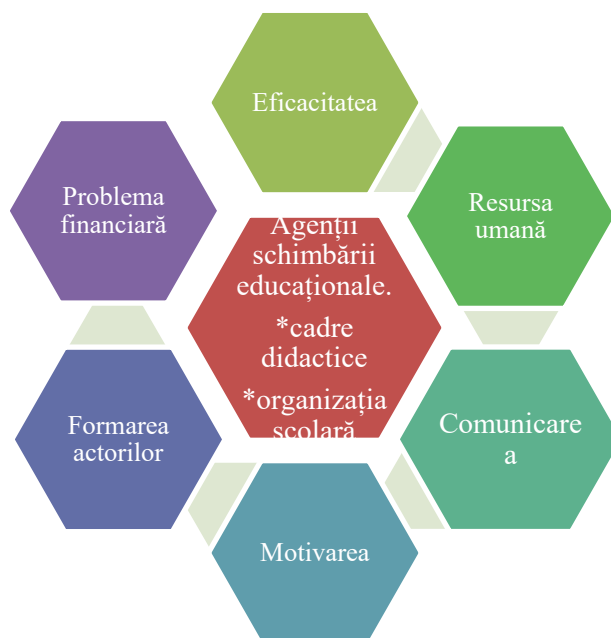 Eficacitatea
Problema
financiară
Resursa
umană
Agenții
schimbării
educaționale.
*cadre
didactice
*organizația
școlară
Formarea
actorilor
Comunicare
a
Motivarea